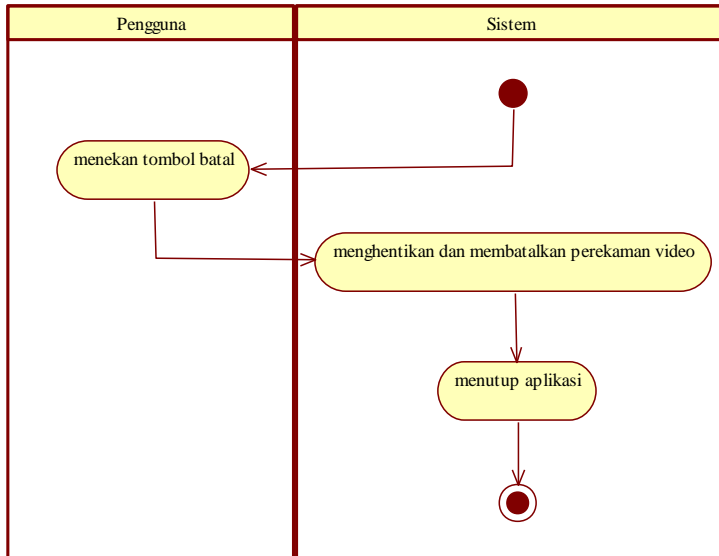 Pengguna
Sistem
menekan tombol batal
menghentikan dan membatalkan perekaman video
menutup aplikasi